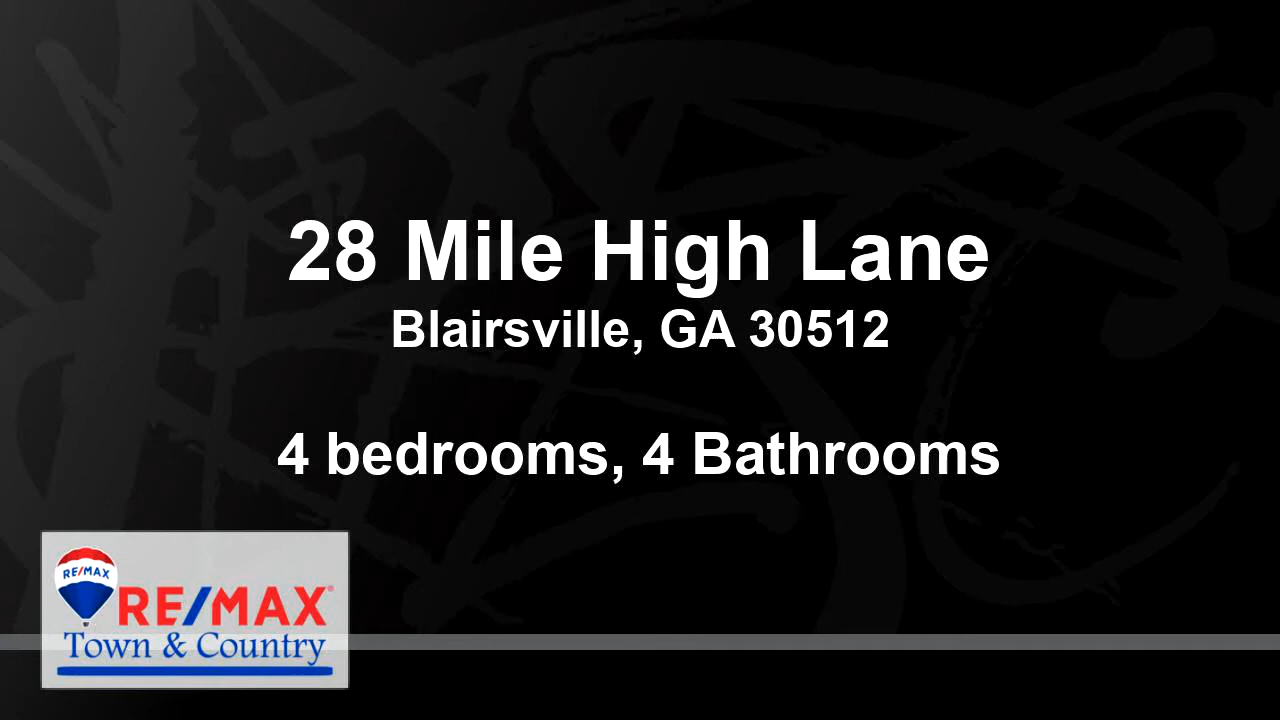 28 Mile High Lane
Blairsville, GA 30512
4 bedrooms, 4 Bathrooms
RE/MAX
RE/MAX®
Town & Country